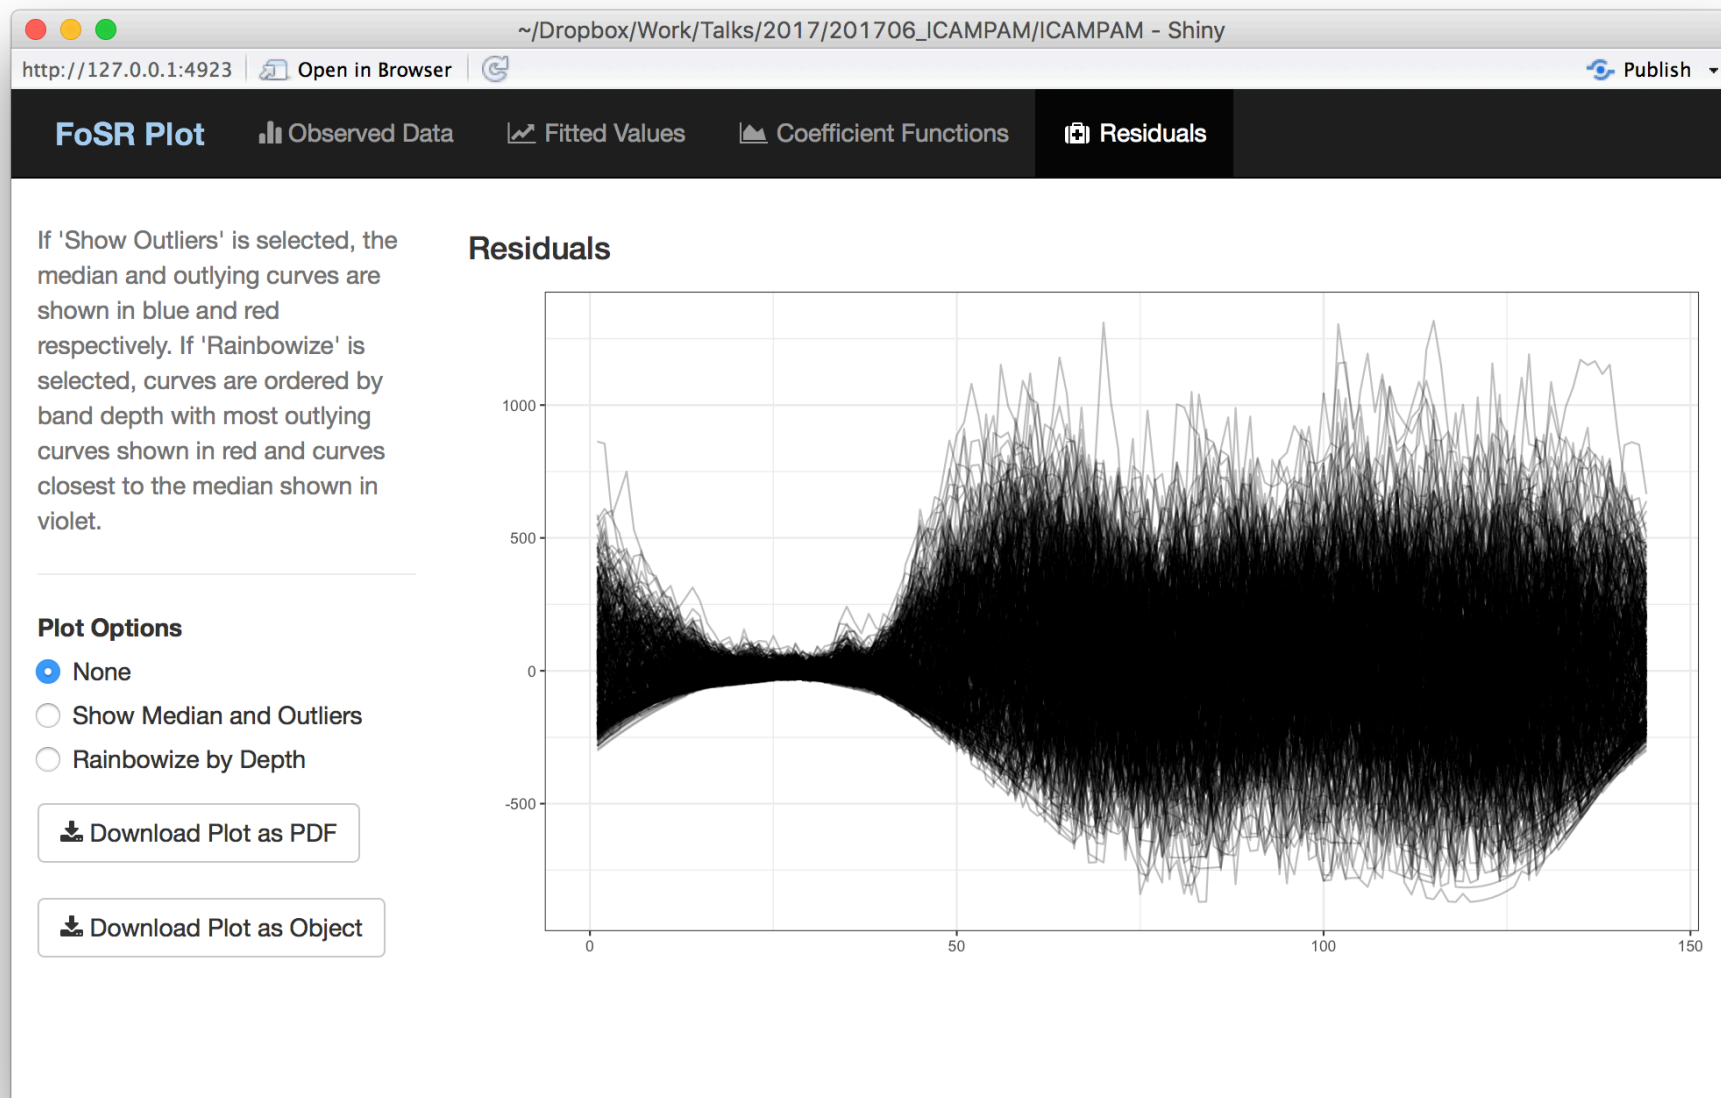 ~/Dropbox/Work/Talks/2017/201706_ICAMPAM/ICAMPAM - Shiny
http://127.0.0.1:4923 Open in Browser Publish
FoSR Plot Observed Data Fitted Values Coefficient Functions Residuals
If 'Show Outliers' is selected, the
median and outlying curves are
shown in blue and red
respectively. If 'Rainbowize' is
selected, curves are ordered by
band depth with most outlying
curves shown in red and curves
closest to the median shown in
violet.
Plot Options
None
Show Median and Outliers
Rainbowize by Depth
Download Plot as PDF
Download Plot as Object
Residuals
1000
500
0
-500
0 50 100 150